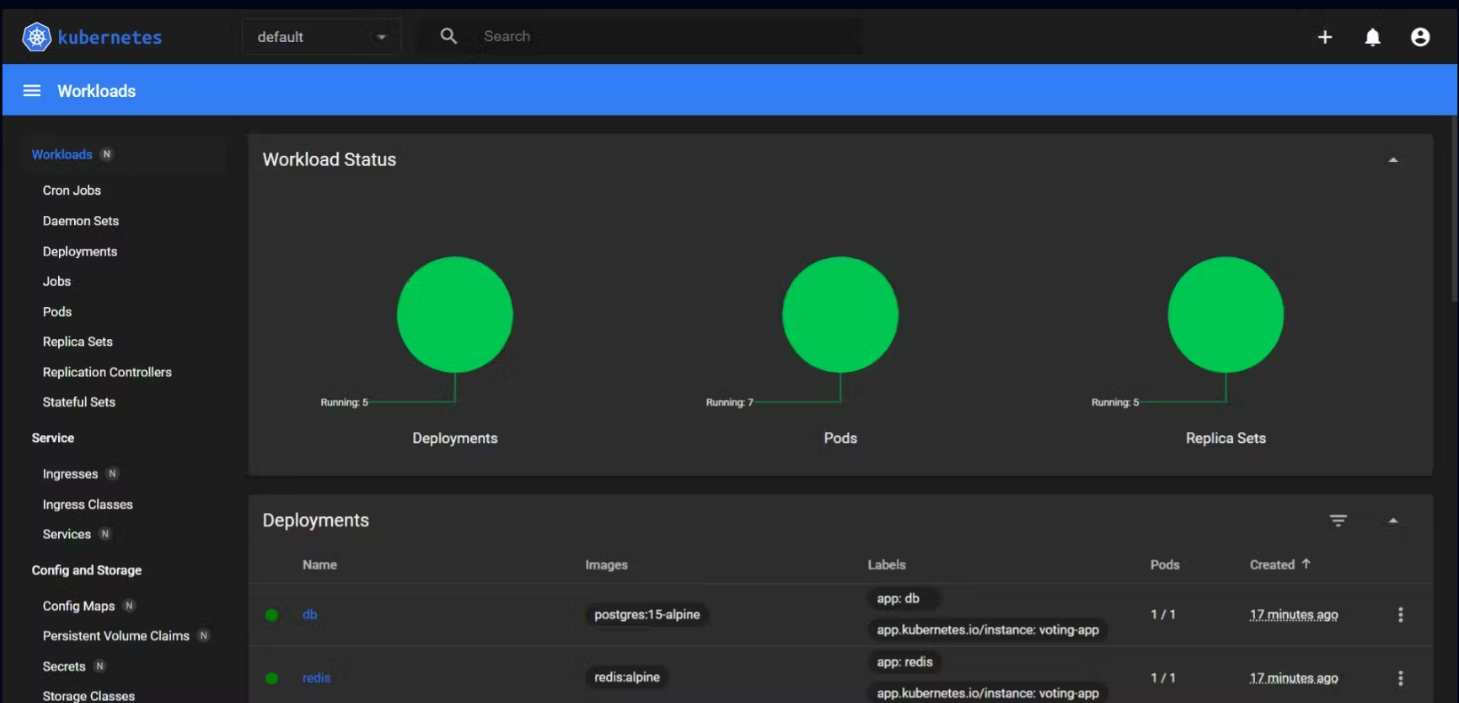 kubernetes
default
Search
Workloads
Workloads N
Cron Jobs
Daemon Sets
Deployments
Jobs
Pods
Replica Sets
Replication Controllers
Stateful Sets
Service
Ingresses N
Ingress Classes
Services N
Config and Storage
Config Maps N
Persistent Volume Claims N
Secrets N
Storage Classes
Workload Status
Running: 5
Deployments
Running: 7
Pods
Running: 5
Replica Sets
Deployments
Name Images Labels Pods Created
db postgres:15-alpine app: db 1 / 1 17 minutes ago
app.kubernetes.io/instance: voting-app
redis redis:alpine app: redis 1 / 1 17 minutes ago
app.kubernetes.io/instance: voting-app